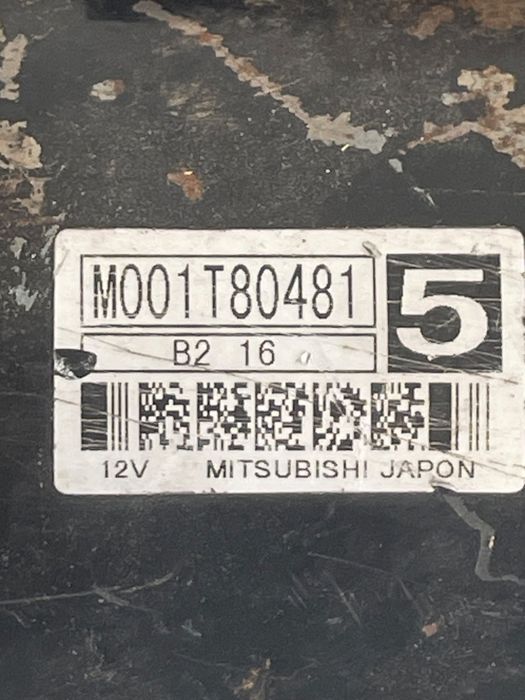 M001T80481
5
B2 16
12V MITSUBISHI JAPON